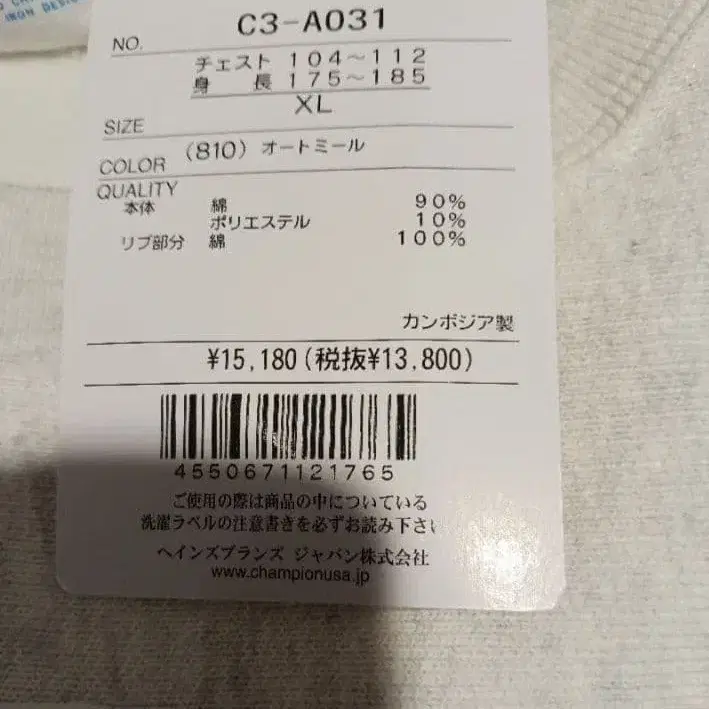 NO. C3-A031
チェスト 104～112
身長 175～185
XL
SIZE
COLOR (810) オートミール
QUALITY
本体 綿 90%
ポリエステル 10%
リブ部分 綿 100%
カンボジア製
¥15,180(税抜¥13,800)
4550671121765
ご使用の際は商品の中についている
洗濯ラベルの注意書きを必ずお読み下さい
ヘインズブランズ ジャパン株式会社
www.championusa.jp